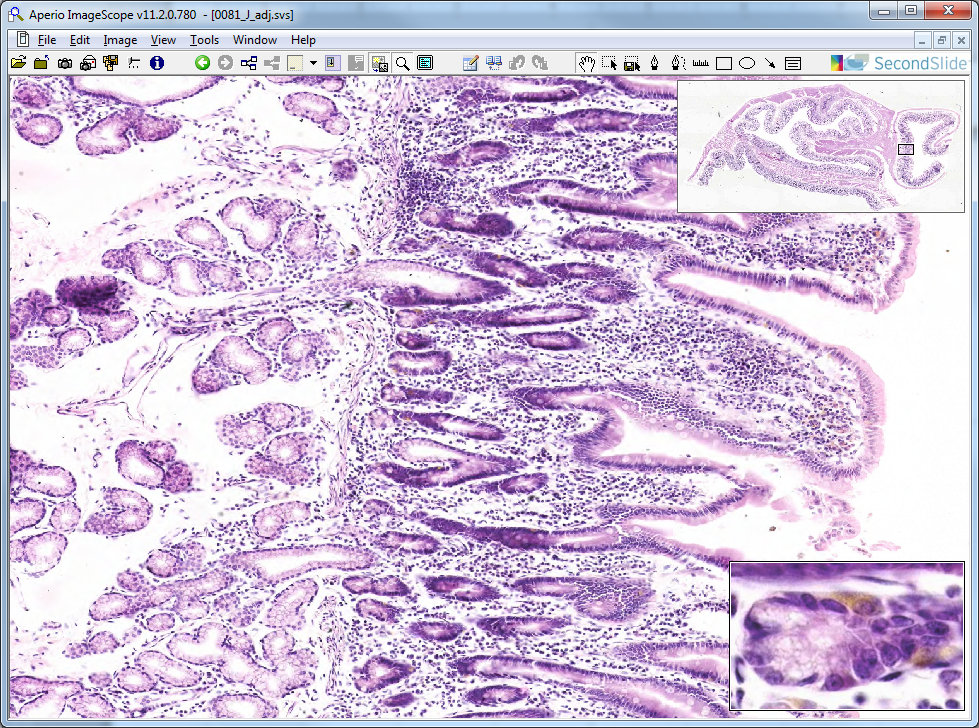 Aperio ImageScope v11.2.0.780 - [0081_J_adj.svs]
File Edit Image View Tools Window Help
SecondSlide